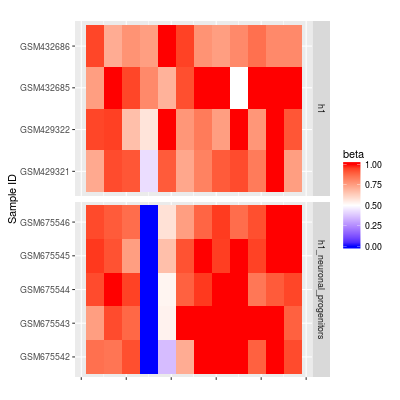 GSM432686
GSM432685
GSM429322
GSM429321
h1
Sample ID
GSM675546
GSM675545
GSM675544
GSM675543
GSM675542
h1_neuronal_progenitors
beta
1.00
0.75
0.50
0.25
0.00